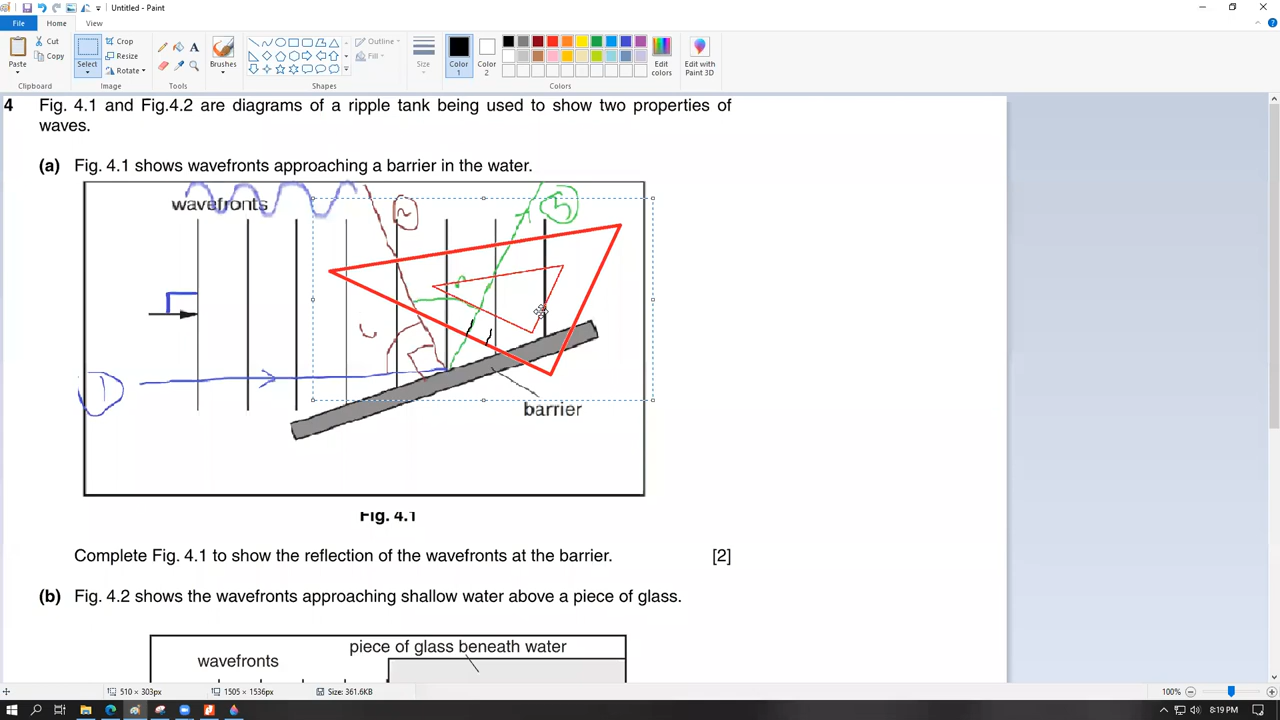 Untitled - Paint
File
Home
View
Paste
Cut
Copy
Clipboard
Select
Crop
Resize
Rotate
Image
A
Tools
Brushes
Outline
Fill
Shapes
Size
Color
1
Color
2
Edit
colors
Colors
Edit with
Paint 3D
4 Fig. 4.1 and Fig.4.2 are diagrams of a ripple tank being used to show two properties of
waves.
(a) Fig. 4.1 shows wavefronts approaching a barrier in the water.
wavefronts
2
3
1
barrier
Fig. 4.1
Complete Fig. 4.1 to show the reflection of the wavefronts at the barrier. [2]
(b) Fig. 4.2 shows the wavefronts approaching shallow water above a piece of glass.
piece of glass beneath water
wavefronts
510 × 303px
1505 × 1536px
Size: 361.6KB
100%
8:19 PM